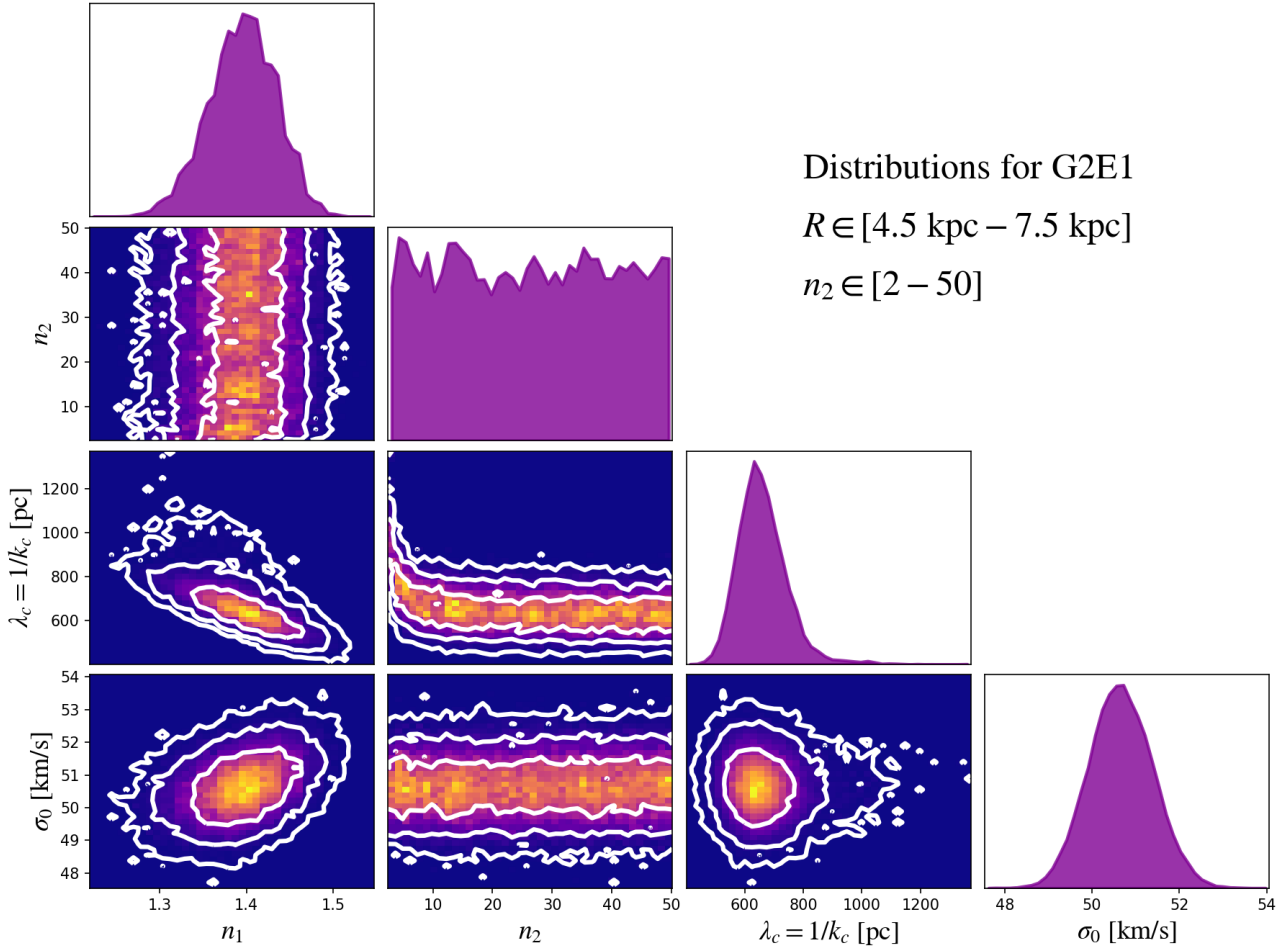 Distributions for G2E1
R ∈ [4.5 kpc − 7.5 kpc]
n₂ ∈ [2 − 50]
n₂
50
40
30
20
10
λ_c = 1/k_c [pc]
1200
1000
800
600
σ₀ [km/s]
54
53
52
51
50
49
48
1.3 1.4 1.5
10 20 30 40 50
600 800 1000 1200
48 50 52 54
n₁
n₂
λ_c = 1/k_c [pc]
σ₀ [km/s]